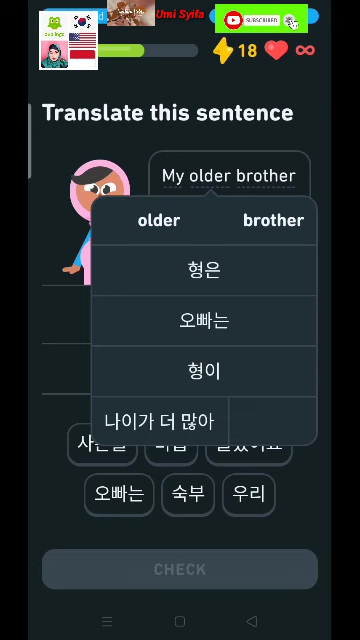 duolingo
Umi Syifa
SUBSCRIBED
18
∞
Translate this sentence
My older brother
older brother
형은
오빠는
형이
나이가 더 많아
오빠는 숙부 우리
CHECK